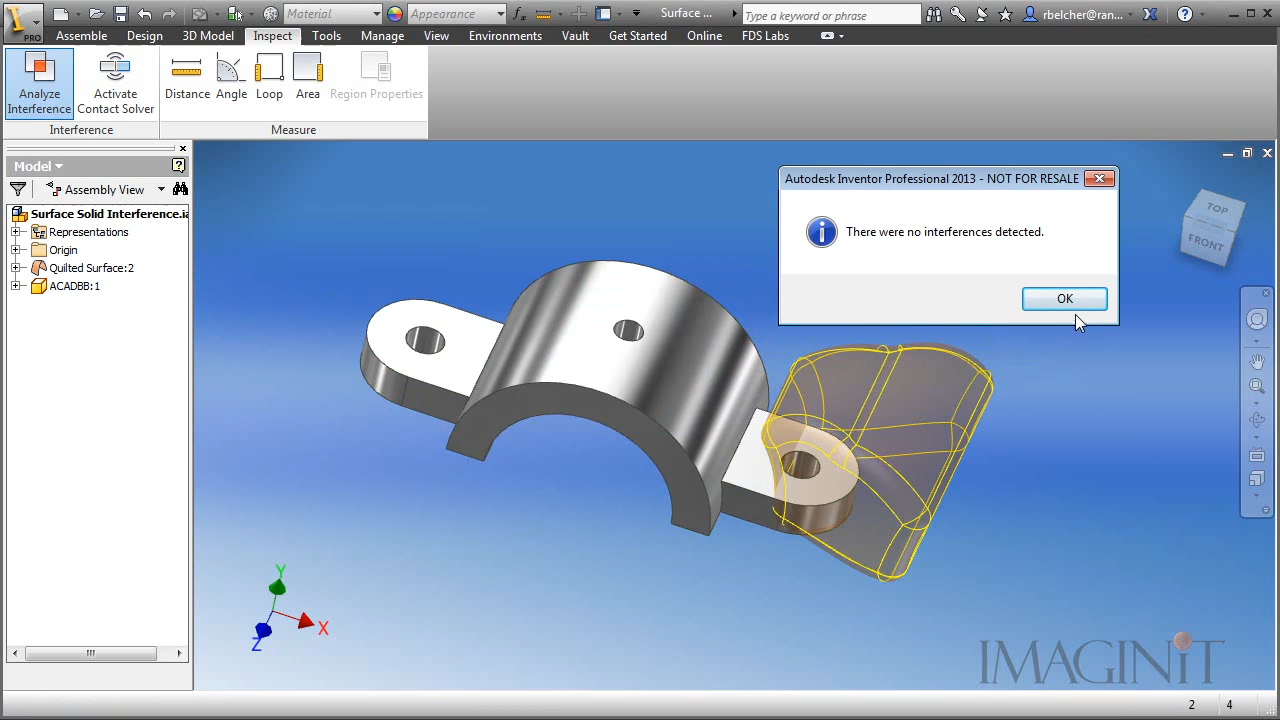 PRO
Material
Appearance
Surface ...
Type a keyword or phrase
rbelcher@ran...
Assemble
Design
3D Model
Inspect
Tools
Manage
View
Environments
Vault
Get Started
Online
FDS Labs
Analyze
Interference
Activate
Contact Solver
Distance
Angle
Loop
Area
Region Properties
Interference
Measure
Model
Assembly View
Surface Solid Interference.ia
Representations
Origin
Quilted Surface:2
ACADBB:1
Autodesk Inventor Professional 2013 - NOT FOR RESALE
There were no interferences detected.
OK
TOP
FRONT
Y
X
Z
IMAGINiT
2 4